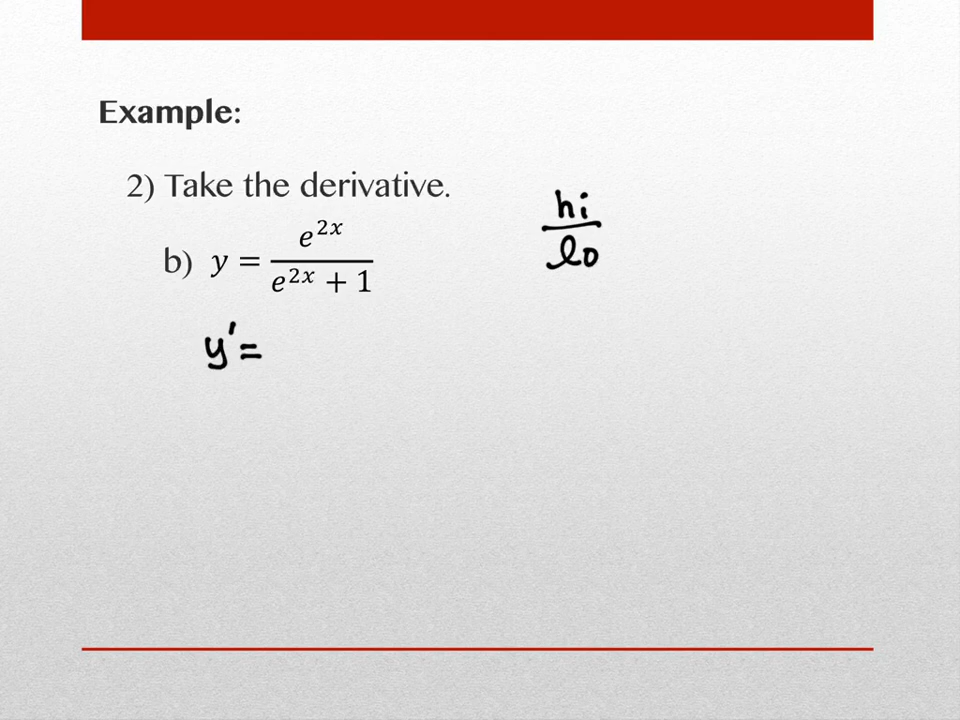 Example:
2) Take the derivative.
b) y = e^{2x} / (e^{2x} + 1)
hi
lo
y' =